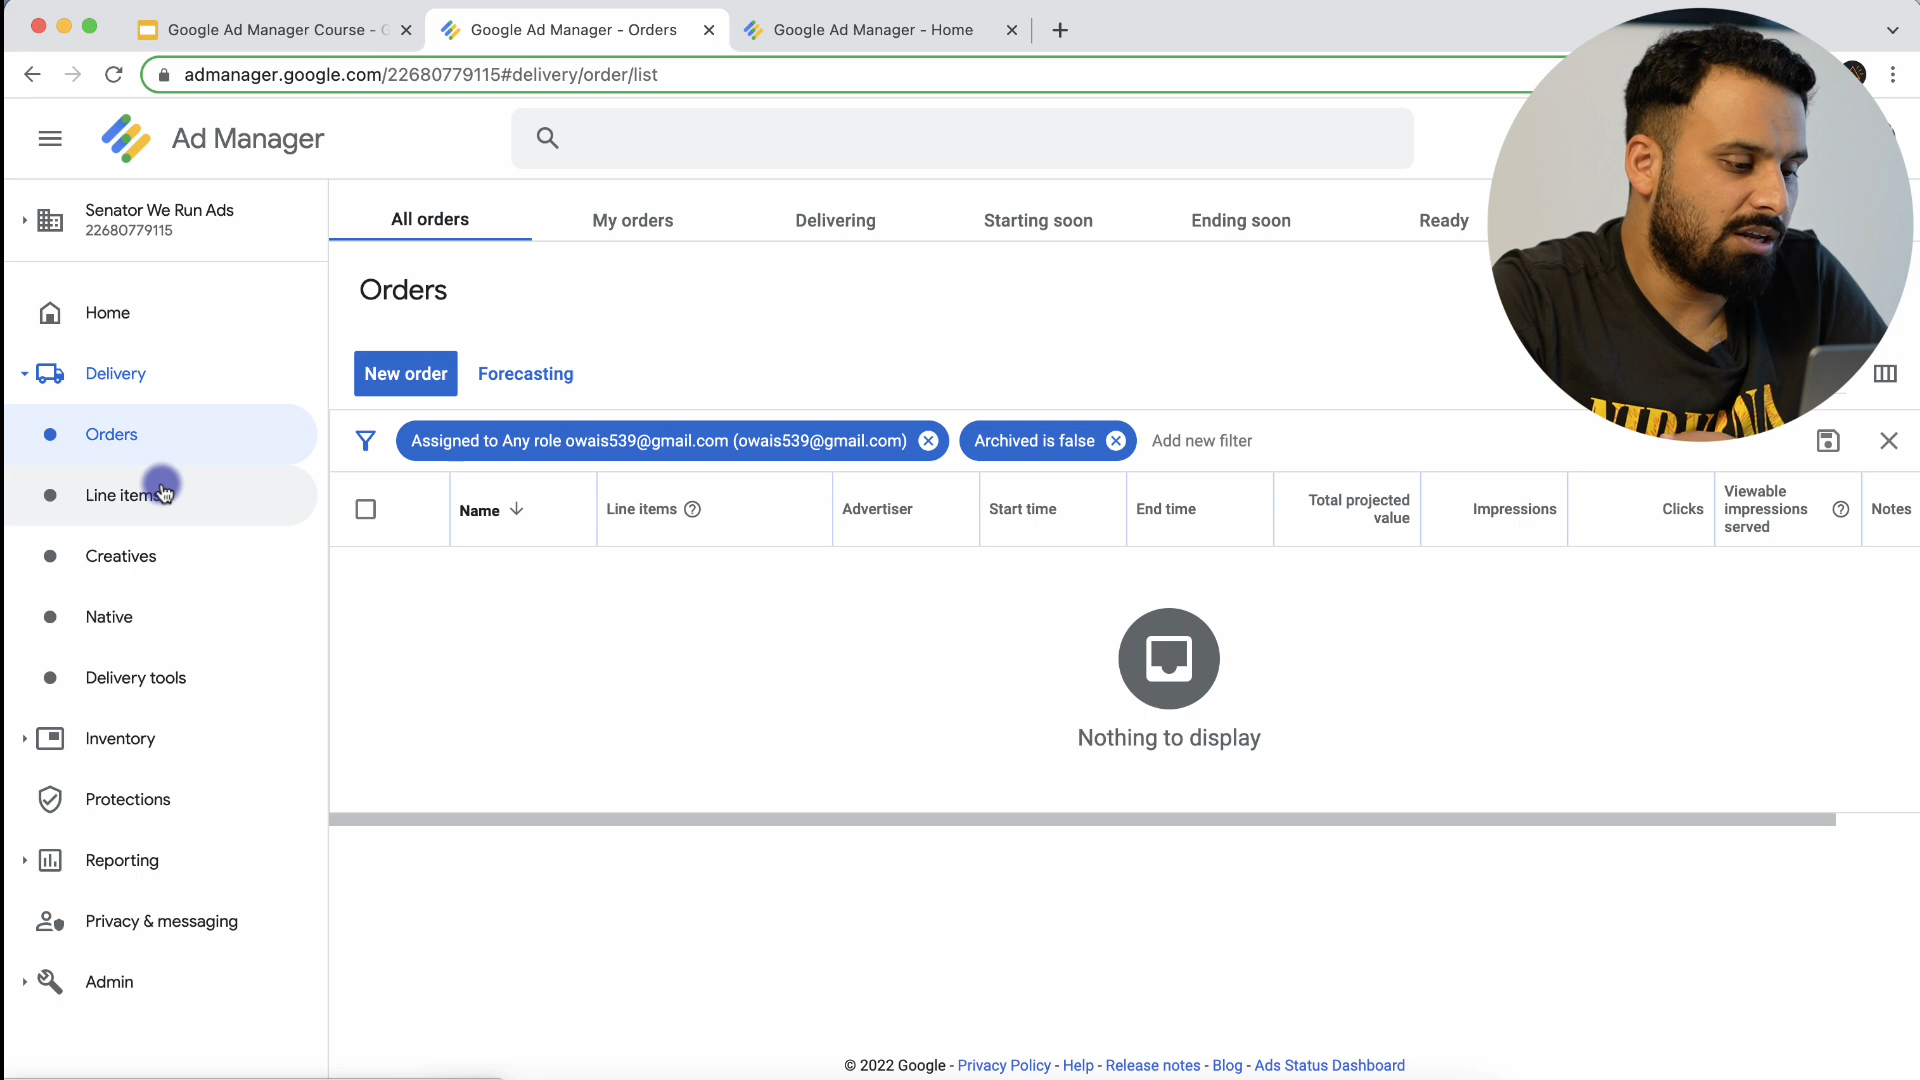 Google Ad Manager Course - G
Google Ad Manager - Orders
Google Ad Manager - Home
admanager.google.com/22680779115#delivery/order/list
Ad Manager
Senator We Run Ads
22680779115
Home
Delivery
Orders
Line items
Creatives
Native
Delivery tools
Inventory
Protections
Reporting
Privacy & messaging
Admin
All orders
My orders
Delivering
Starting soon
Ending soon
Ready
Orders
New order
Forecasting
Assigned to Any role owais539@gmail.com (owais539@gmail.com)
Archived is false
Add new filter
Name
Line items
Advertiser
Start time
End time
Total projected
value
Impressions
Clicks
Viewable
impressions
served
Notes
Nothing to display
© 2022 Google - Privacy Policy - Help - Release notes - Blog - Ads Status Dashboard